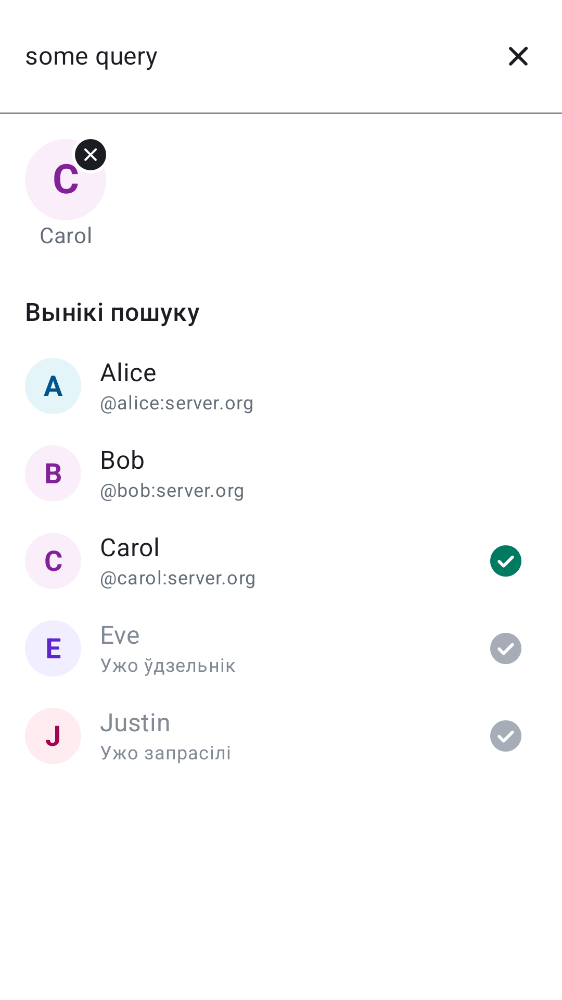 some query
C
Carol
Вынікі пошуку
A
Alice
@alice:server.org
B
Bob
@bob:server.org
C
Carol
@carol:server.org
E
Eve
Ужо ўдзельнік
J
Justin
Ужо запрасілі